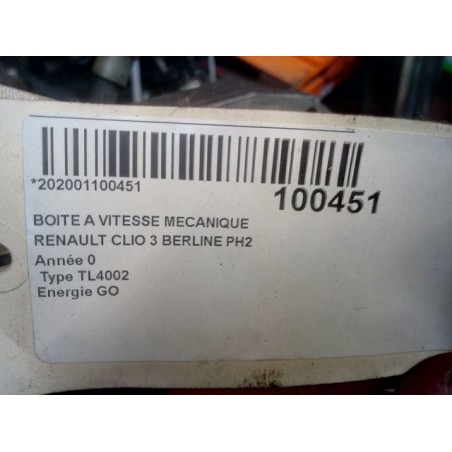 *202001100451
100451
BOITE A VITESSE MECANIQUE
RENAULT CLIO 3 BERLINE PH2
Année 0
Type TL4002
Energie GO